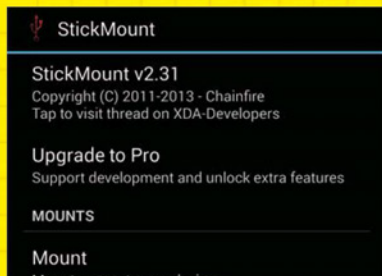 StickMount
StickMount v2.31
Copyright (C) 2011-2013 - Chainfire
Tap to visit thread on XDA-Developers
Upgrade to Pro
Support development and unlock extra features
MOUNTS
Mount